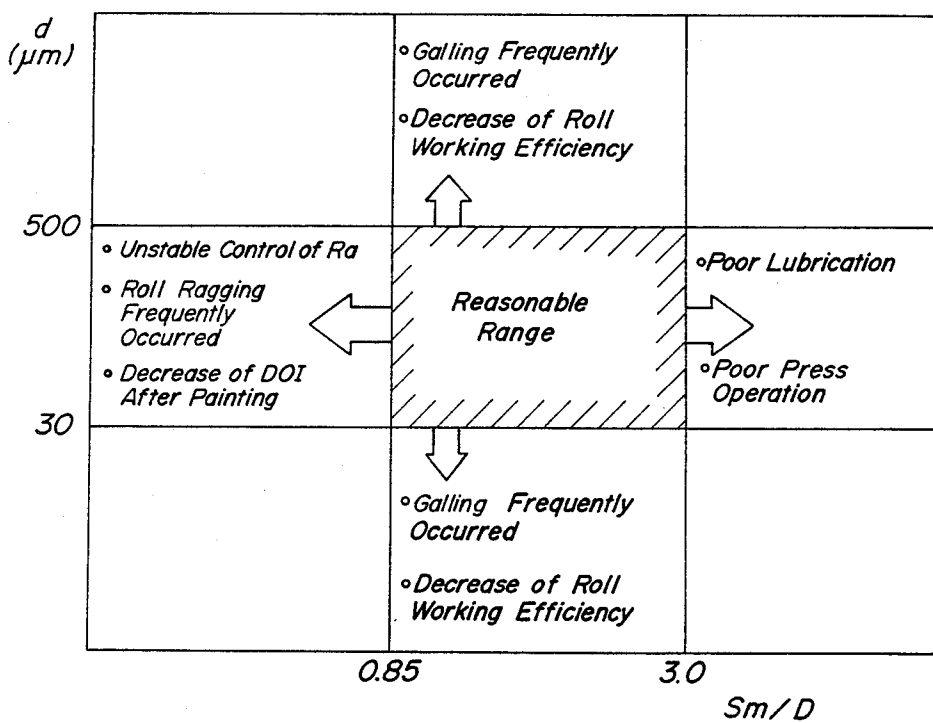 d
(μm)
° Galling Frequently
Occurred
° Decrease of Roll
Working Efficiency
500
° Unstable Control of Ra
° Roll Ragging
Frequently
Occurred
° Decrease of DOI
After Painting
Reasonable
Range
° Poor Lubrication
° Poor Press
Operation
30
° Galling Frequently
Occurred
° Decrease of Roll
Working Efficiency
0.85
3.0
Sm/D